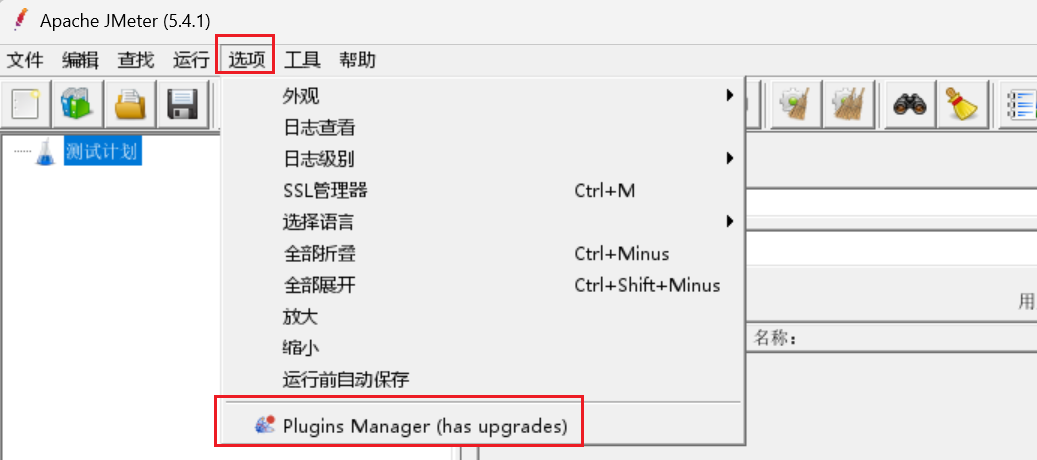 Apache JMeter (5.4.1)
文件 编辑 查找 运行 选项 工具 帮助
外观
日志查看
测试计划
日志级别
SSL管理器 Ctrl+M
选择语言
全部折叠 Ctrl+Minus
全部展开 Ctrl+Shift+Minus
用
放大
名称：
缩小
运行前自动保存
Plugins Manager (has upgrades)